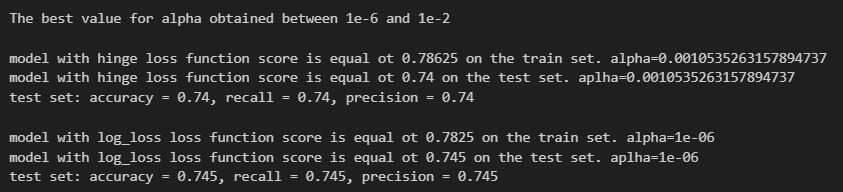 The best value for alpha obtained between 1e-6 and 1e-2
model with hinge loss function score is equal ot 0.78625 on the train set. alpha=0.0010535263157894737
model with hinge loss function score is equal ot 0.74 on the test set. aplha=0.0010535263157894737
test set: accuracy = 0.74, recall = 0.74, precision = 0.74
model with log_loss loss function score is equal ot 0.7825 on the train set. alpha=1e-06
model with log_loss loss function score is equal ot 0.745 on the test set. aplha=1e-06
test set: accuracy = 0.745, recall = 0.745, precision = 0.745